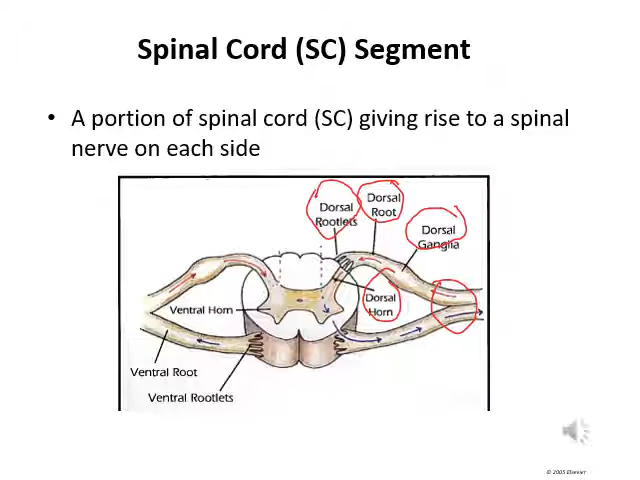 Spinal Cord (SC) Segment
• A portion of spinal cord (SC) giving rise to a spinal
nerve on each side
Dorsal
Rootlets
Dorsal
Root
Dorsal
Ganglia
Ventral Horn
Dorsal
Horn
Ventral Root
Ventral Rootlets
© 2005 Elsevier